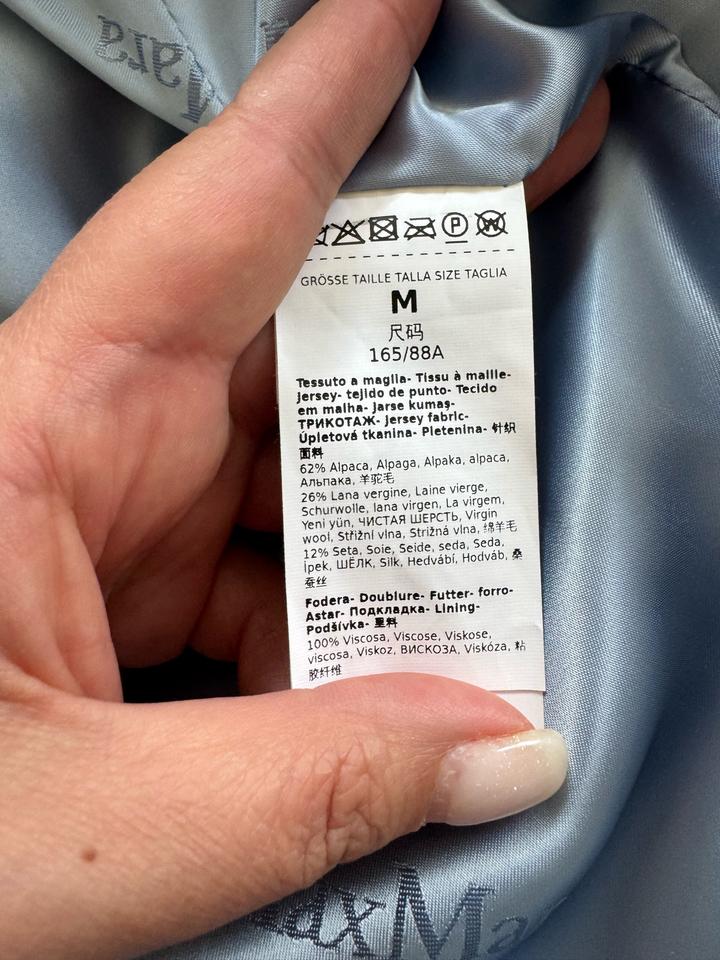 Mara
GRÖSSE TAILLE TALLA SIZE TAGLIA
M
尺码
165/88A
Tessuto a maglia- Tissu à maille-
Jersey- tejido de punto- Tecido
em malha- Jarse kumaş-
ТРИКОТАЖ- Jersey fabric-
Úpletová tkanina- Pletenina- 针织
面料
62% Alpaca, Alpaga, Alpaka, alpaca,
Альпака, 羊驼毛
26% Lana vergine, Laine vierge,
Schurwolle, lana virgen, La virgem,
Yeni yün, ЧИСТАЯ ШЕРСТЬ, Virgin
wool, Střižní vlna, Strižná vlna, 绵羊毛
12% Seta, Soie, Seide, seda, Seda,
İpek, ШЁЛК, Silk, Hedvábí, Hodváb, 桑
蚕丝
Fodera- Doublure- Futter- forro-
Astar- Подкладка- Lining-
Podšívka- 里料
100% Viscosa, Viscose, Viskose,
viscosa, Viskoz, ВИСКОЗА, Viskóza, 粘
胶纤维
MaxMa